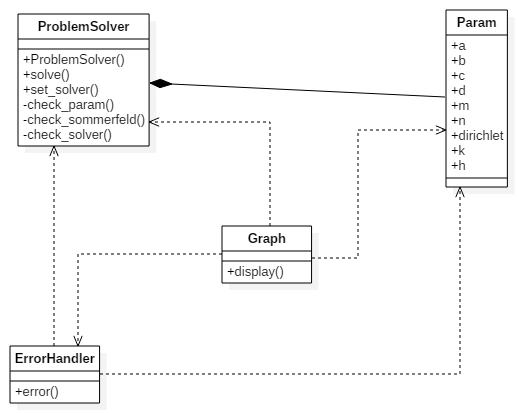 ProblemSolver
+ProblemSolver()
+solve()
+set_solver()
-check_param()
-check_sommerfeld()
-check_solver()
Param
+a
+b
+c
+d
+m
+n
+dirichlet
+k
+h
Graph
+display()
ErrorHandler
+error()